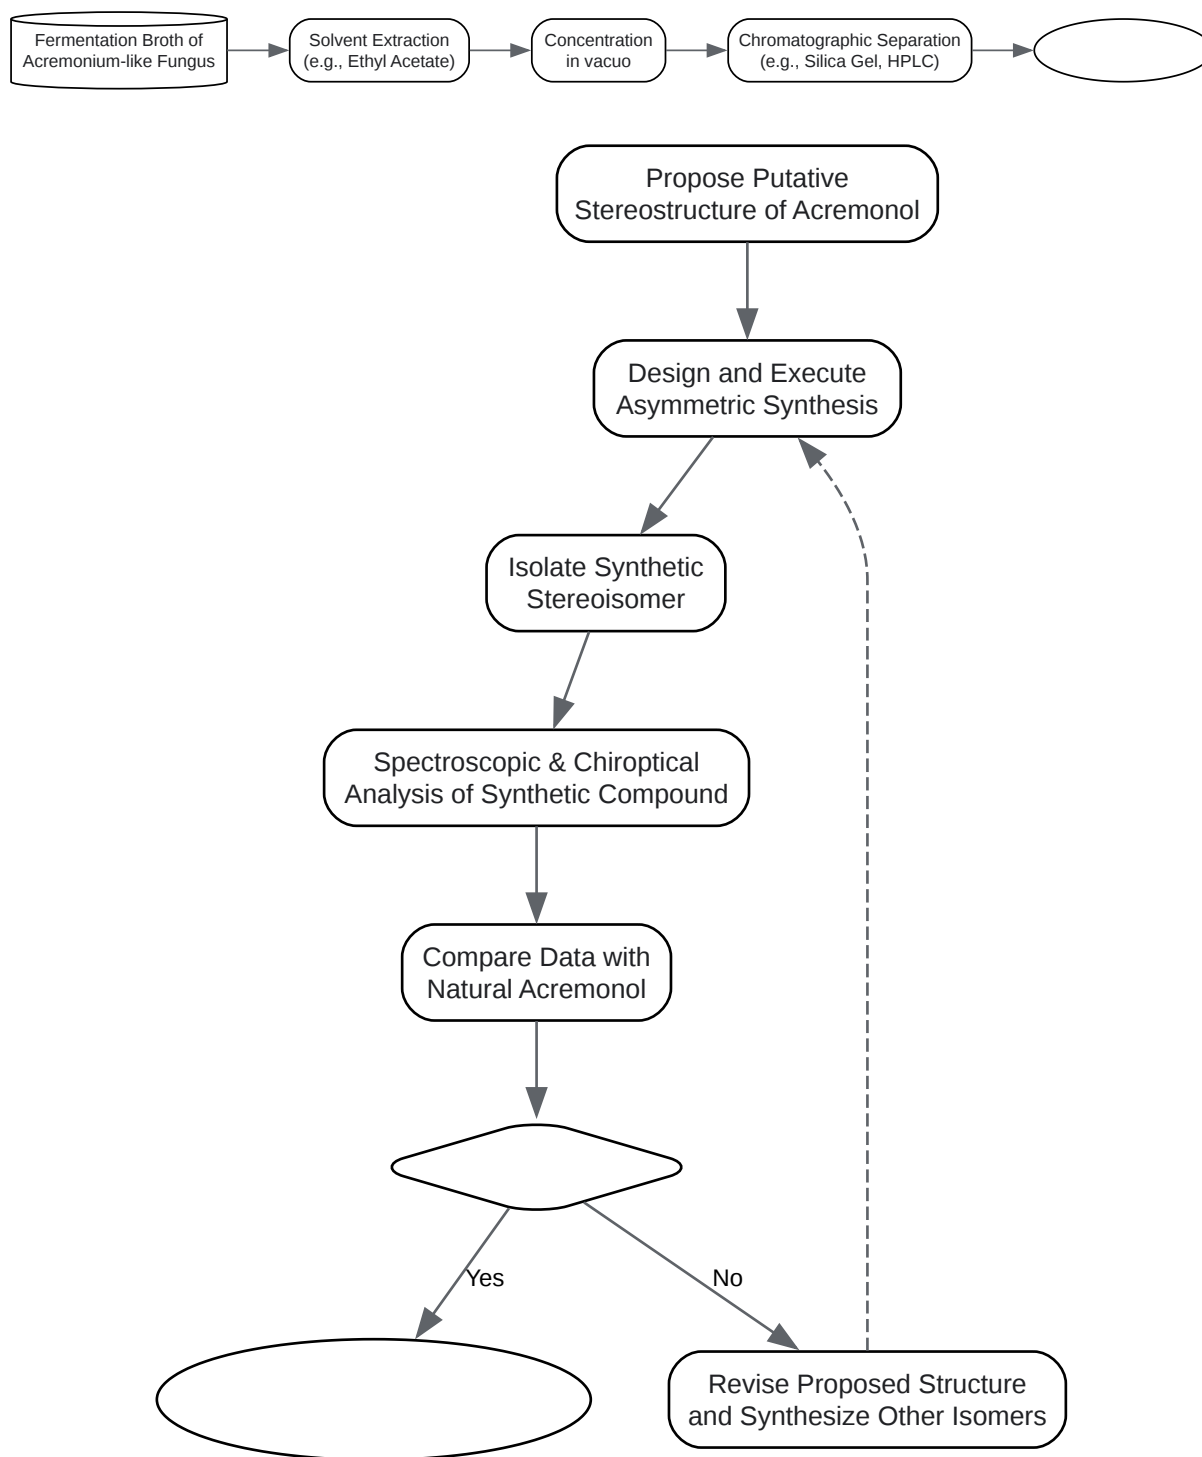 Fermentation Broth of
Acremonium-like Fungus
Solvent Extraction
(e.g., Ethyl Acetate)
Concentration
in vacuo
Chromatographic Separation
(e.g., Silica Gel, HPLC)
Propose Putative
Stereostructure of Acremonol
Design and Execute
Asymmetric Synthesis
Isolate Synthetic
Stereoisomer
Spectroscopic & Chiroptical
Analysis of Synthetic Compound
Compare Data with
Natural Acremonol
Yes
No
Revise Proposed Structure
and Synthesize Other Isomers